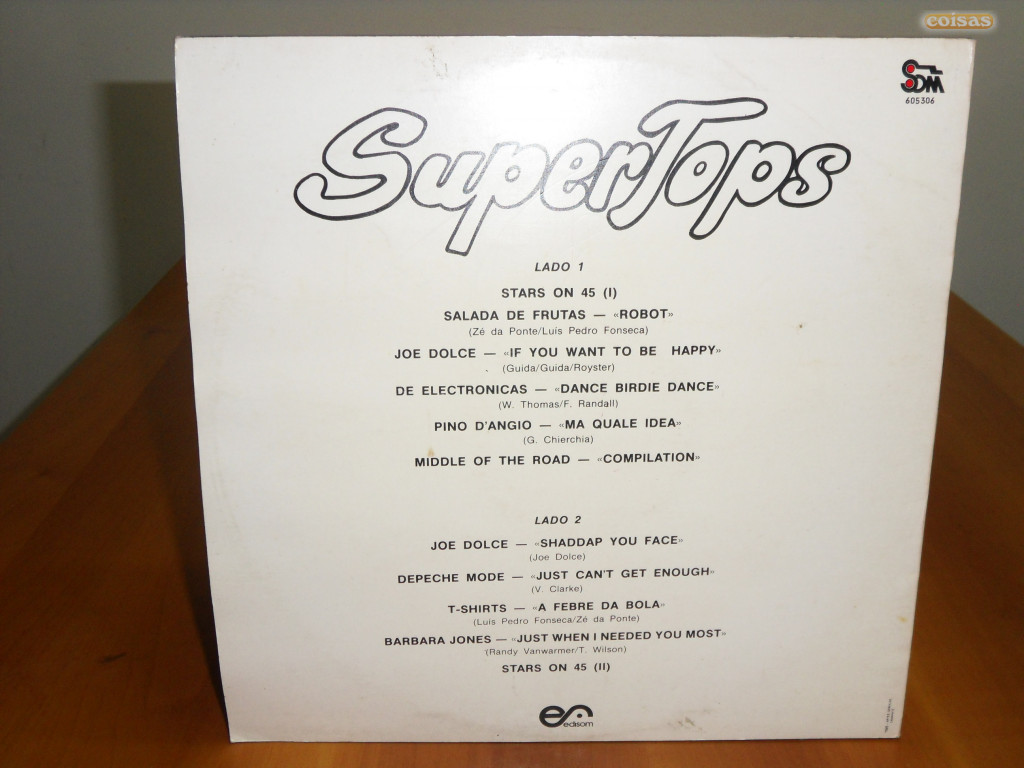 coisas
SDM
605306
SuperTops
LADO 1
STARS ON 45 (I)
SALADA DE FRUTAS — «ROBOT»
(Zé da Ponte/Luís Pedro Fonseca)
JOE DOLCE — «IF YOU WANT TO BE HAPPY»
(Guida/Guida/Royster)
DE ELECTRONICAS — «DANCE BIRDIE DANCE»
(W. Thomas/F. Randall)
PINO D'ANGIO — «MA QUALE IDEA»
(G. Chierchia)
MIDDLE OF THE ROAD — «COMPILATION»
LADO 2
JOE DOLCE — «SHADDAP YOU FACE»
(Joe Dolce)
DEPECHE MODE — «JUST CAN'T GET ENOUGH»
(V. Clarke)
T-SHIRTS — «A FEBRE DA BOLA»
(Luís Pedro Fonseca/Zé da Ponte)
BARBARA JONES — «JUST WHEN I NEEDED YOU MOST»
(Randy Vanwarmer/T. Wilson)
STARS ON 45 (II)
edisom